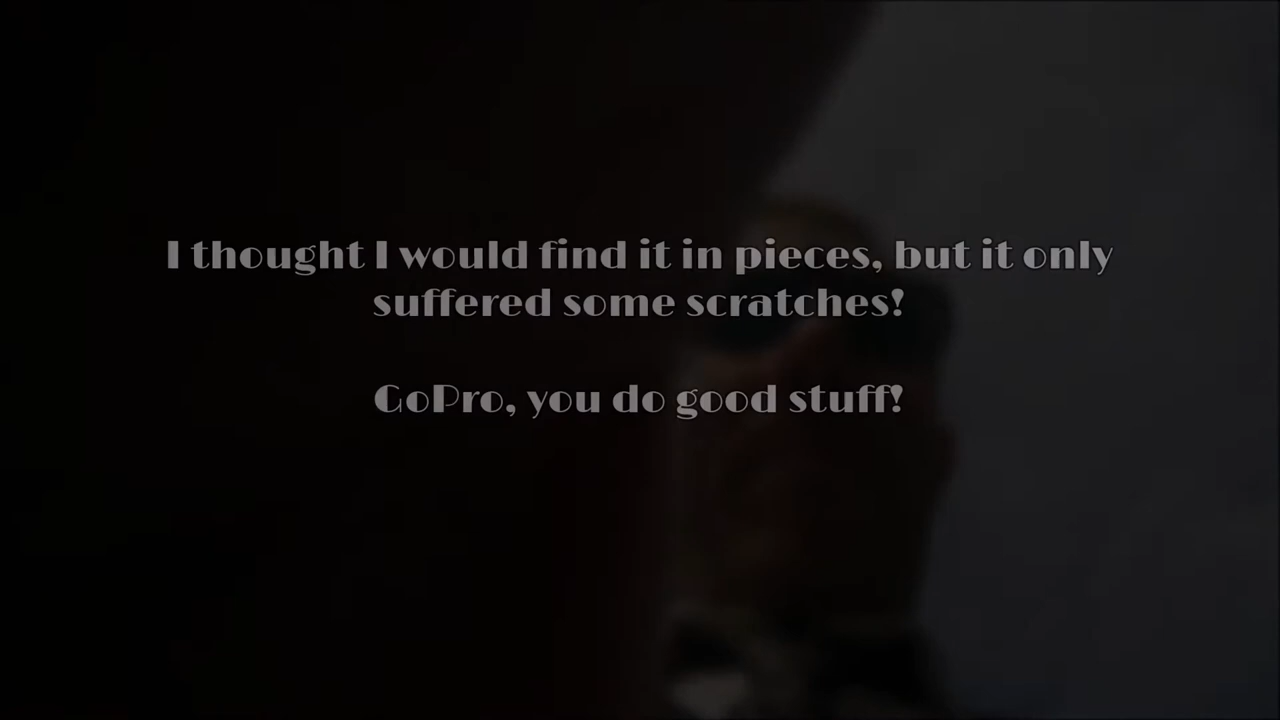 I thought I would find it in pieces, but it only
suffered some scratches!
GoPro, you do good stuff!